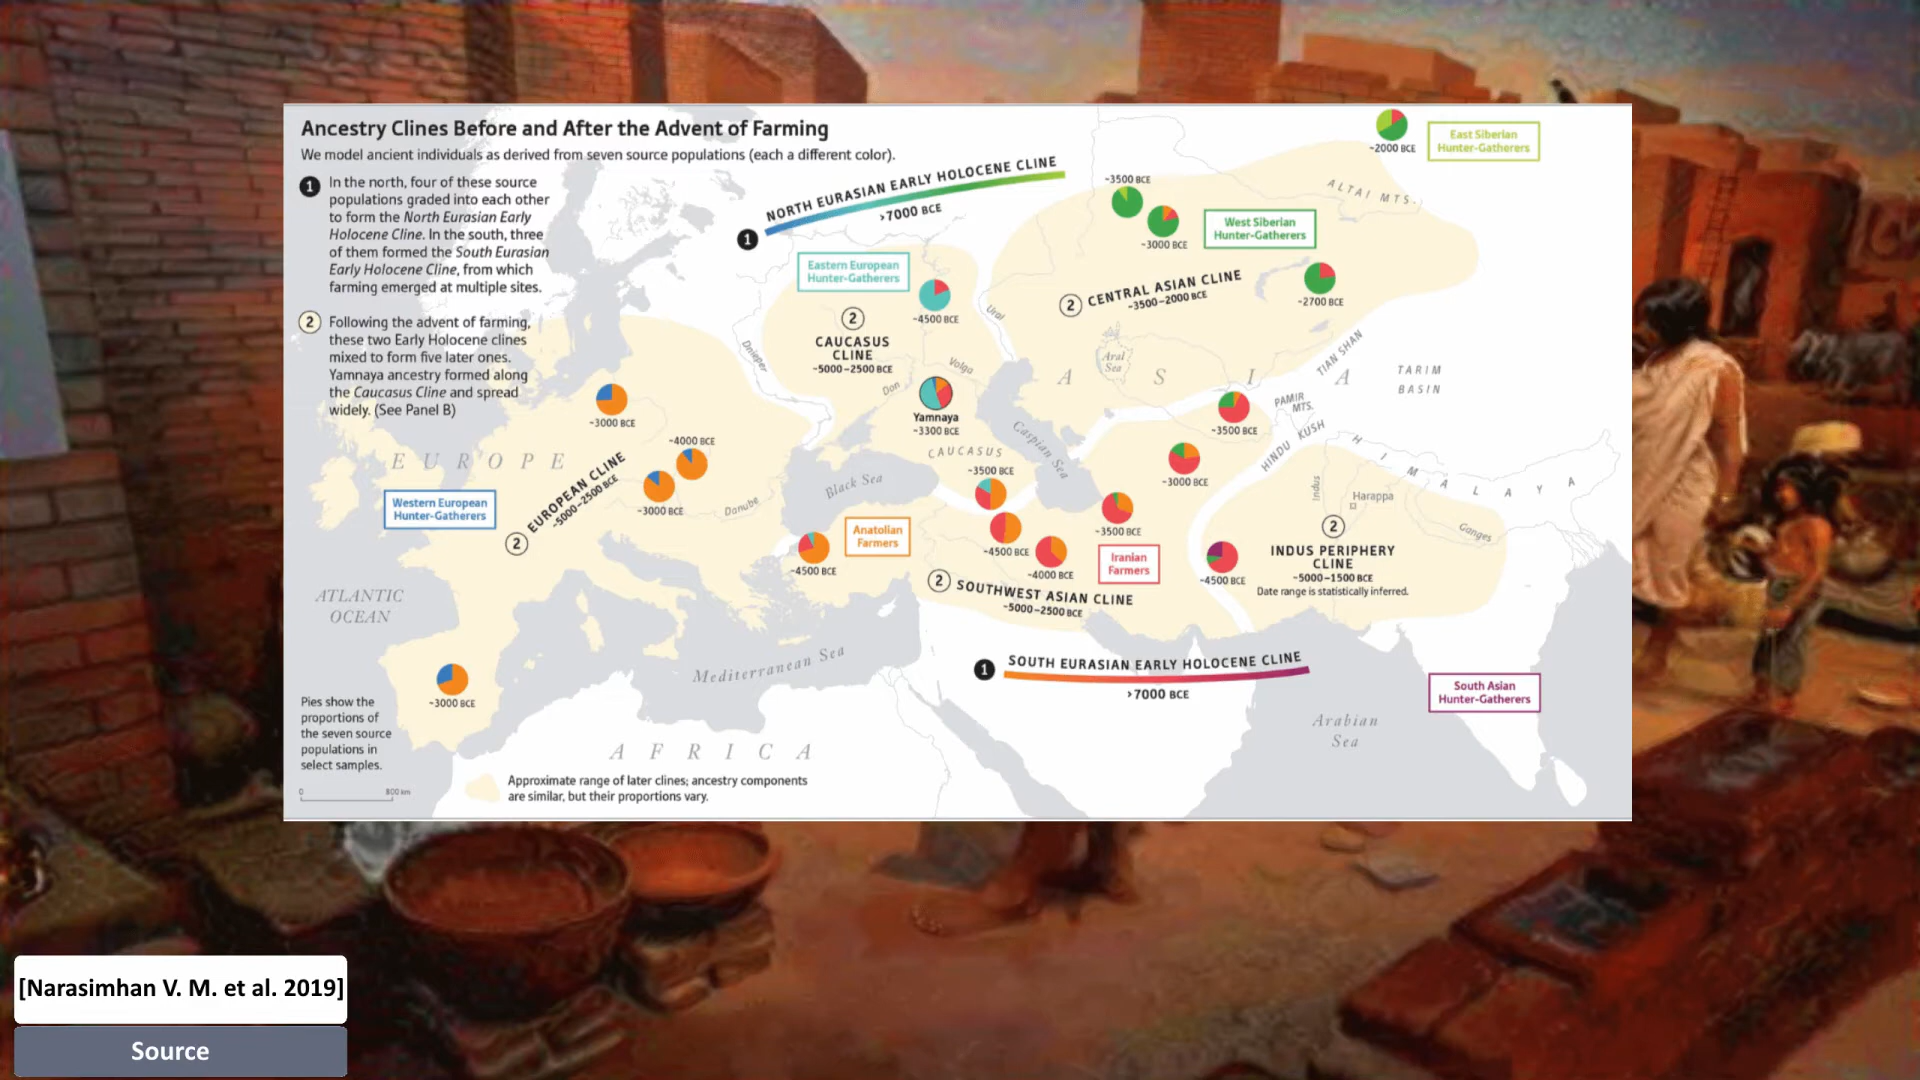 Ancestry Clines Before and After the Advent of Farming
We model ancient individuals as derived from seven source populations (each a different color).
1
In the north, four of these source
populations graded into each other
to form the North Eurasian Early
Holocene Cline. In the south, three
of them formed the South Eurasian
Early Holocene Cline, from which
farming emerged at multiple sites.
2
Following the advent of farming,
these two Early Holocene clines
mixed to form five later ones.
Yamnaya ancestry formed along
the Caucasus Cline and spread
widely. (See Panel B)
1
NORTH EURASIAN EARLY HOLOCENE CLINE
>7000 BCE
~2000 BCE
East Siberian
Hunter-Gatherers
ALTAI MTS.
~3500 BCE
~3000 BCE
West Siberian
Hunter-Gatherers
Eastern European
Hunter-Gatherers
~4500 BCE
2
CENTRAL ASIAN CLINE
~3500–2000 BCE
~2700 BCE
2
CAUCASUS
CLINE
~5000–2500 BCE
Ural
Dnieper
Volga
Don
Aral
Sea
ASIA
TIAN SHAN
TARIM
BASIN
Yamnaya
~3300 BCE
CAUCASUS
Caspian Sea
~3500 BCE
PAMIR
MTS.
HINDU KUSH
HIMALAYA
~3000 BCE
~4000 BCE
~3000 BCE
EUROPE
Western European
Hunter-Gatherers
2
EUROPEAN CLINE
~5000–2500 BCE
Danube
Black Sea
~3500 BCE
~3000 BCE
~3500 BCE
Indus
Harappa
Ganges
Anatolian
Farmers
~4500 BCE
~4500 BCE
~4000 BCE
Iranian
Farmers
~4500 BCE
2
INDUS PERIPHERY
CLINE
~5000–1500 BCE
Date range is statistically inferred.
2
SOUTHWEST ASIAN CLINE
~5000–2500 BCE
ATLANTIC
OCEAN
Mediterranean Sea
1
SOUTH EURASIAN EARLY HOLOCENE CLINE
>7000 BCE
South Asian
Hunter-Gatherers
Arabian
Sea
~3000 BCE
AFRICA
Pies show the
proportions of
the seven source
populations in
select samples.
0 800 km
Approximate range of later clines; ancestry components
are similar, but their proportions vary.
[Narasimhan V. M. et al. 2019]
Source